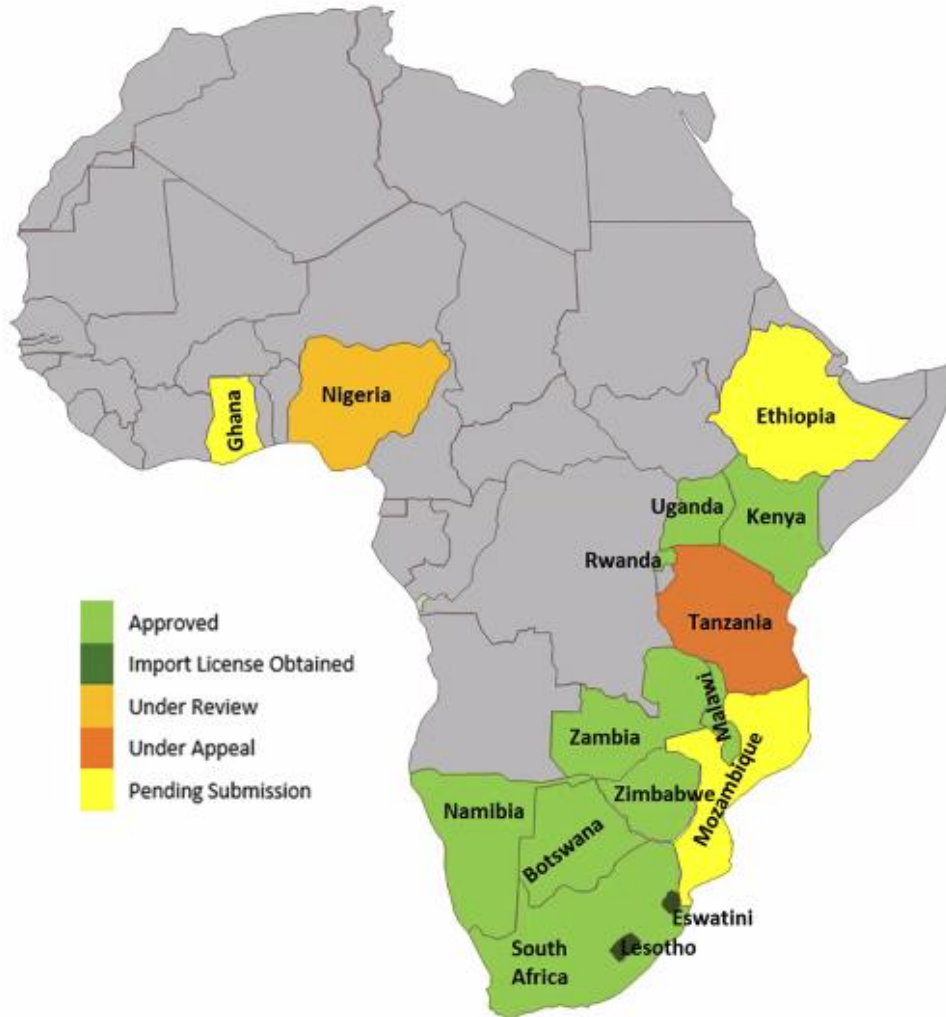 Nigeria
Ghana
Ethiopia
Uganda
Kenya
Rwanda
Tanzania
Approved
Import License Obtained
Under Review
Under Appeal
Pending Submission
Malawi
Zambia
Mozambique
Zimbabwe
Namibia
Botswana
Eswatini
Lesotho
South
Africa